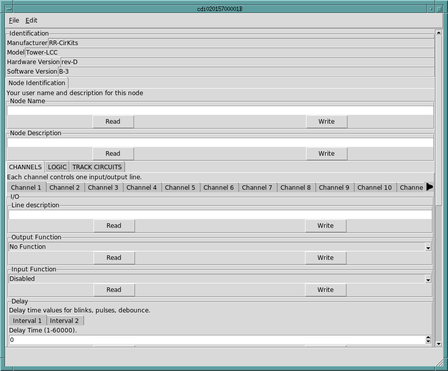 cdi02015700001B
File Edit
Identification
Manufacturer RR-CirKits
Model Tower-LCC
Hardware Version rev-D
Software Version B-3
Node Identification
Your user name and description for this node
Node Name
Read Write
Node Description
Read Write
CHANNELS LOGIC TRACK CIRCUITS
Each channel controls one input/output line.
Channel 1 Channel 2 Channel 3 Channel 4 Channel 5 Channel 6 Channel 7 Channel 8 Channel 9 Channel 10 Channe
I/O
Line description
Read Write
Output Function
No Function
Read Write
Input Function
Disabled
Read Write
Delay
Delay time values for blinks, pulses, debounce.
Interval 1 Interval 2
Delay Time (1-60000).
0